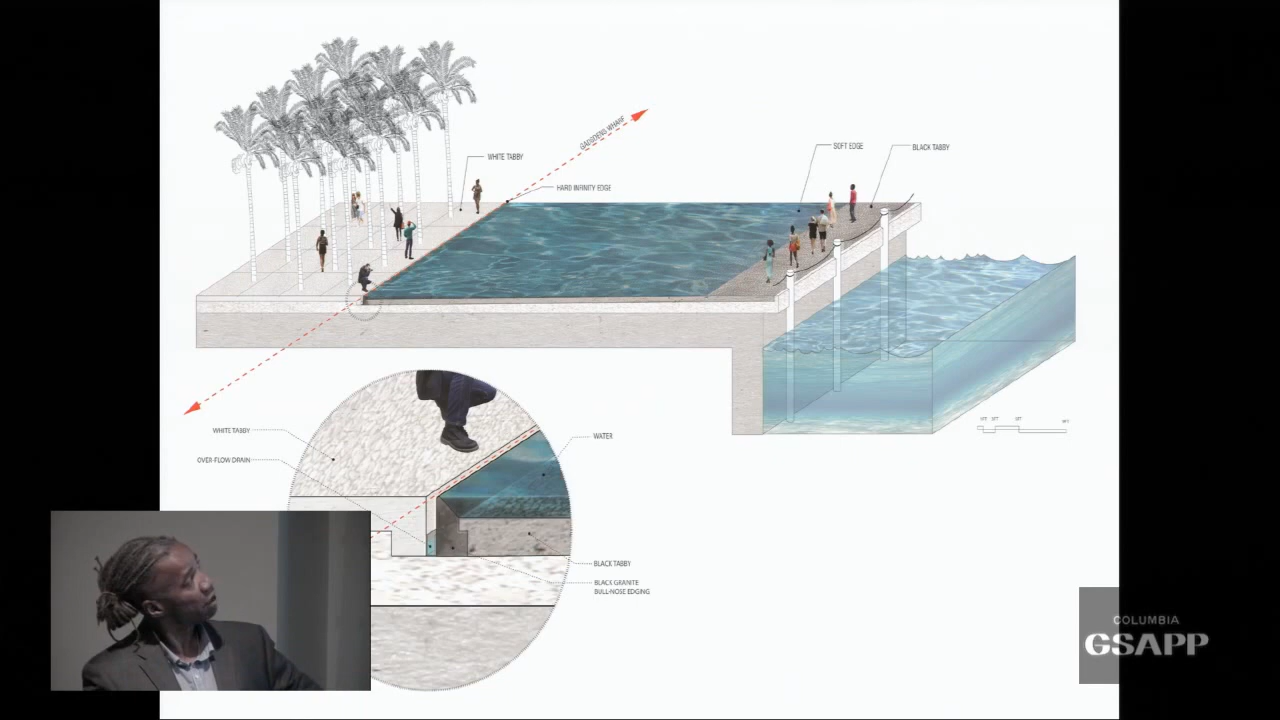 GADSDENS WHARF
WHITE TABBY
HARD INFINITY EDGE
SOFT EDGE
BLACK TABBY
WHITE TABBY
OVER-FLOW DRAIN
WATER
BLACK TABBY
BLACK GRANITE
BULL-NOSE EDGING
COLUMBIA
GSAPP